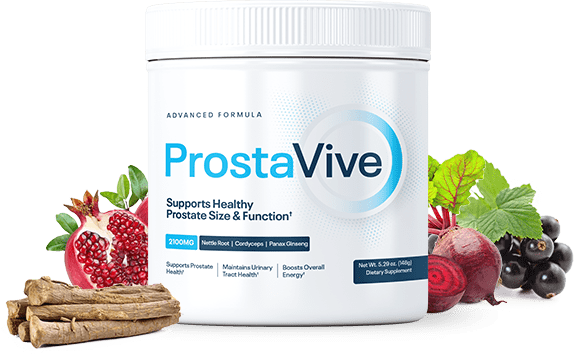 ADVANCED FORMULA
ProstaVive
Supports Healthy
Prostate Size & Function†
2100MG Nettle Root | Cordyceps | Panax Ginseng
Supports Prostate
Health†
Maintains Urinary
Tract Health†
Boosts Overall
Energy†
Net Wt. 5.29 oz. (148g)
Dietary Supplement